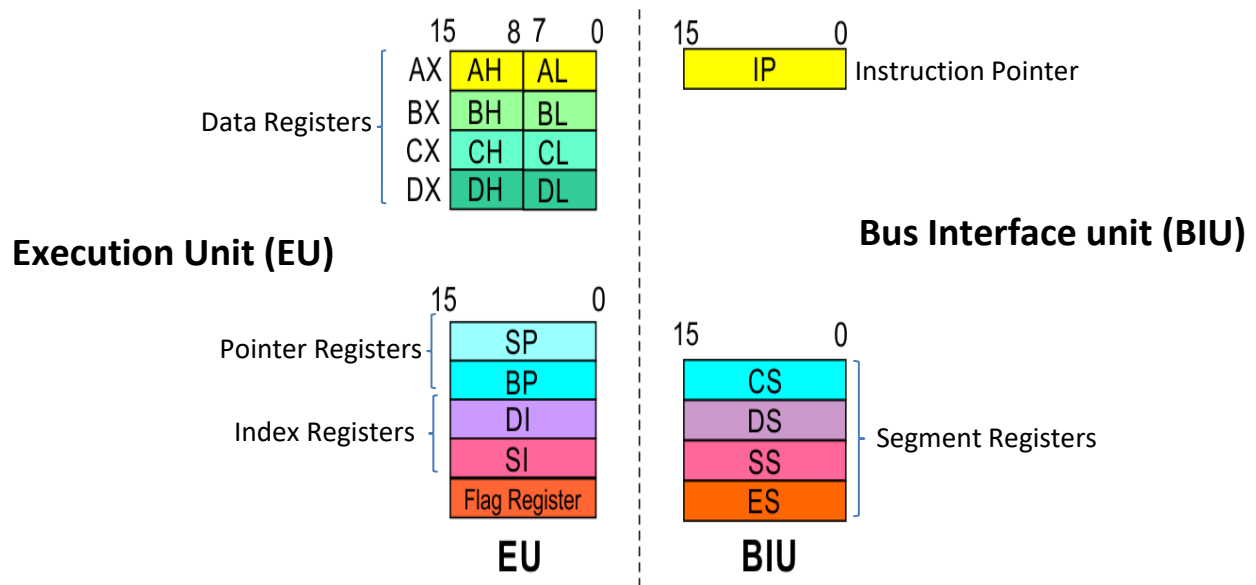 15 8 7 0
AX AH AL
BX BH BL
CX CH CL
DX DH DL
Data Registers
Execution Unit (EU)
15 0
Pointer Registers
SP
BP
Index Registers
DI
SI
Flag Register
EU
15 0
IP Instruction Pointer
Bus Interface unit (BIU)
15 0
CS
DS
Segment Registers
SS
ES
BIU